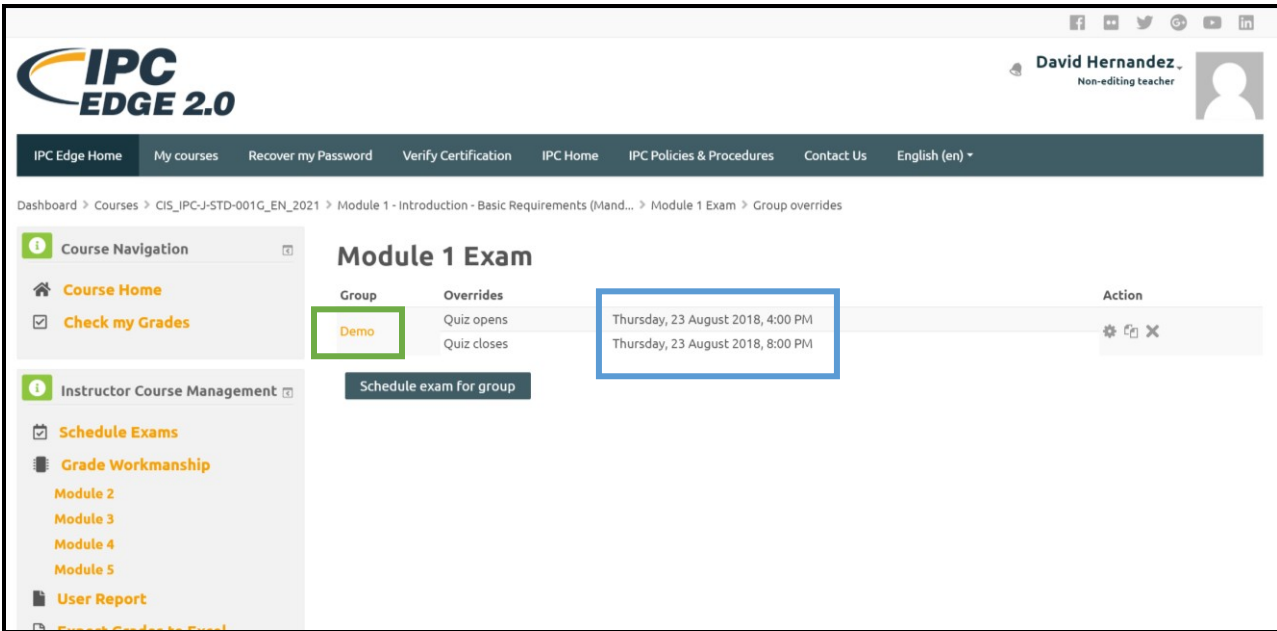 IPC
EDGE 2.0
David Hernandez
Non-editing teacher
IPC Edge Home My courses Recover my Password Verify Certification IPC Home IPC Policies & Procedures Contact Us English (en)
Dashboard > Courses > CIS_IPC-J-STD-001G_EN_2021 > Module 1 - Introduction - Basic Requirements (Mand... > Module 1 Exam > Group overrides
Course Navigation
Course Home
Check my Grades
Module 1 Exam
Group Overrides Action
Demo
Quiz opens Thursday, 23 August 2018, 4:00 PM
Quiz closes Thursday, 23 August 2018, 8:00 PM
Schedule exam for group
Instructor Course Management
Schedule Exams
Grade Workmanship
Module 2
Module 3
Module 4
Module 5
User Report
Export Grades to Excel